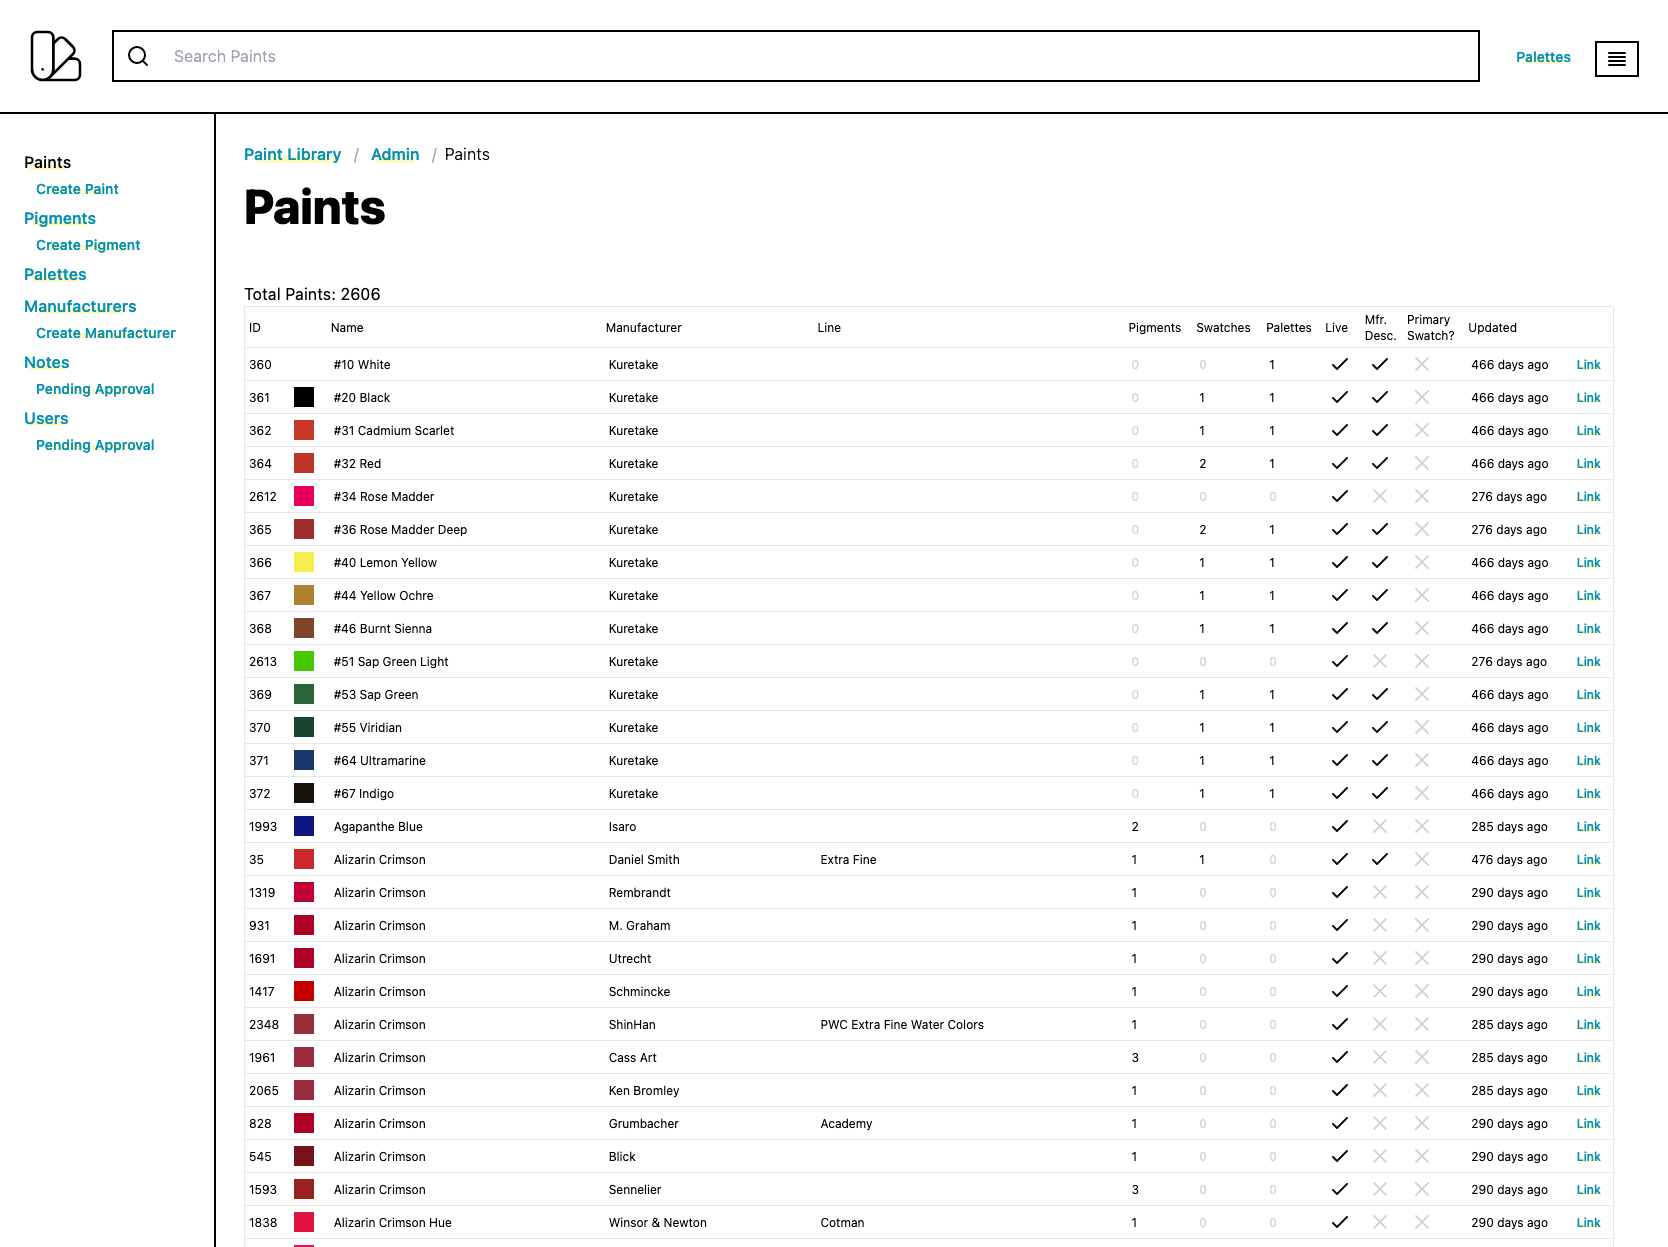 Search Paints
Palettes
Paints
Create Paint
Pigments
Create Pigment
Palettes
Manufacturers
Create Manufacturer
Notes
Pending Approval
Users
Pending Approval
Paint Library / Admin / Paints
Paints
Total Paints: 2606
ID Name Manufacturer Line Pigments Swatches Palettes Live Mfr. Desc. Primary Swatch? Updated
360 #10 White Kuretake 0 0 1 466 days ago Link
361 #20 Black Kuretake 0 1 1 466 days ago Link
362 #31 Cadmium Scarlet Kuretake 0 1 1 466 days ago Link
364 #32 Red Kuretake 0 2 1 466 days ago Link
2612 #34 Rose Madder Kuretake 0 0 0 276 days ago Link
365 #36 Rose Madder Deep Kuretake 0 2 1 276 days ago Link
366 #40 Lemon Yellow Kuretake 0 1 1 466 days ago Link
367 #44 Yellow Ochre Kuretake 0 1 1 466 days ago Link
368 #46 Burnt Sienna Kuretake 0 1 1 466 days ago Link
2613 #51 Sap Green Light Kuretake 0 0 0 276 days ago Link
369 #53 Sap Green Kuretake 0 1 1 466 days ago Link
370 #55 Viridian Kuretake 0 1 1 466 days ago Link
371 #64 Ultramarine Kuretake 0 1 1 466 days ago Link
372 #67 Indigo Kuretake 0 1 1 466 days ago Link
1993 Agapanthe Blue Isaro 2 0 0 285 days ago Link
35 Alizarin Crimson Daniel Smith Extra Fine 1 1 0 476 days ago Link
1319 Alizarin Crimson Rembrandt 1 0 0 290 days ago Link
931 Alizarin Crimson M. Graham 1 0 0 290 days ago Link
1691 Alizarin Crimson Utrecht 1 0 0 290 days ago Link
1417 Alizarin Crimson Schmincke 1 0 0 290 days ago Link
2348 Alizarin Crimson ShinHan PWC Extra Fine Water Colors 1 0 0 285 days ago Link
1961 Alizarin Crimson Cass Art 3 0 0 285 days ago Link
2065 Alizarin Crimson Ken Bromley 1 0 0 285 days ago Link
828 Alizarin Crimson Grumbacher Academy 1 0 0 290 days ago Link
545 Alizarin Crimson Blick 1 0 0 290 days ago Link
1593 Alizarin Crimson Sennelier 3 0 0 290 days ago Link
1838 Alizarin Crimson Hue Winsor & Newton Cotman 1 0 0 290 days ago Link